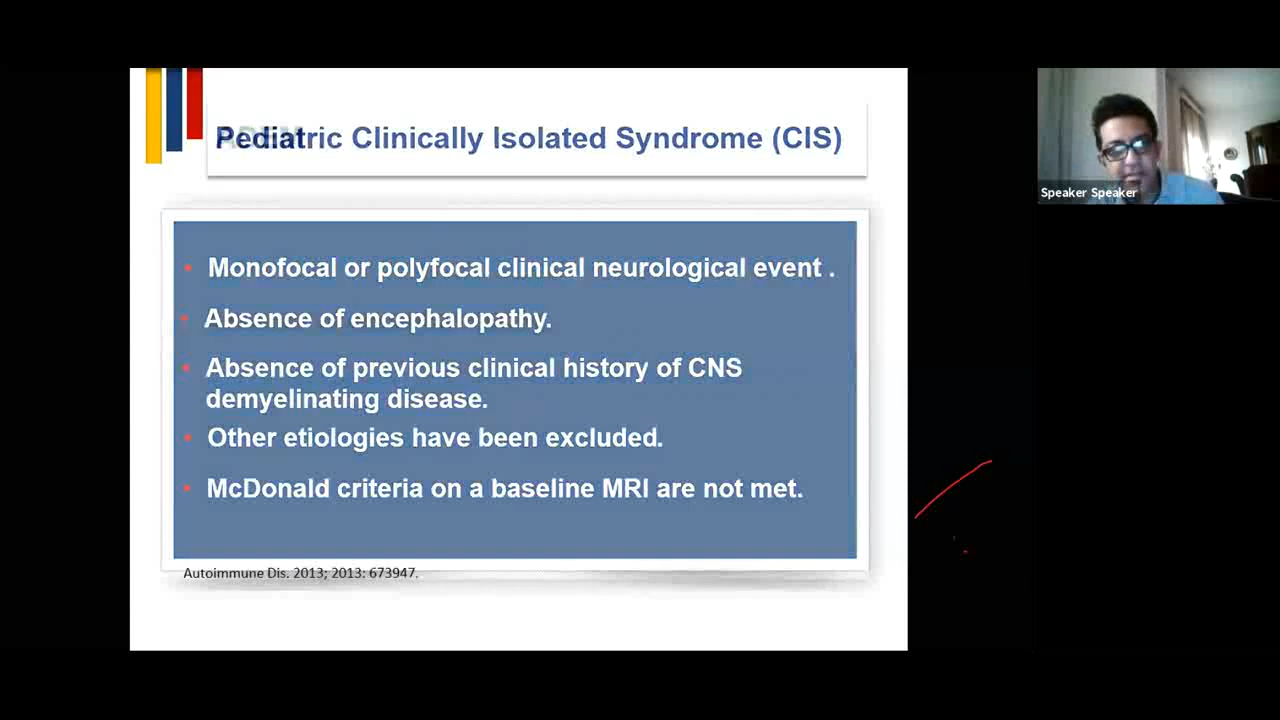 Pediatric Clinically Isolated Syndrome (CIS)
• Monofocal or polyfocal clinical neurological event .
• Absence of encephalopathy.
• Absence of previous clinical history of CNS
demyelinating disease.
• Other etiologies have been excluded.
• McDonald criteria on a baseline MRI are not met.
Autoimmune Dis. 2013; 2013: 673947.
Speaker Speaker